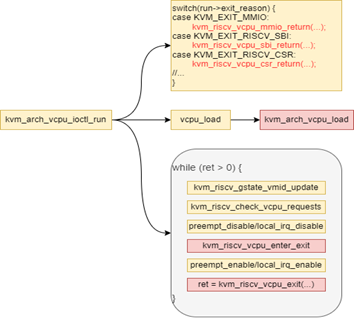 switch(run->exit_reason) {
case KVM_EXIT_MMIO:
kvm_riscv_vcpu_mmio_return(...);
case KVM_EXIT_RISCV_SBI:
kvm_riscv_vcpu_sbi_return(...);
case KVM_EXIT_RISCV_CSR:
kvm_riscv_vcpu_csr_return(...);
//...
}
kvm_arch_vcpu_ioctl_run
vcpu_load
kvm_arch_vcpu_load
while (ret > 0) {
kvm_riscv_gstate_vmid_update
kvm_riscv_check_vcpu_requests
preempt_disable/local_irq_disable
kvm_riscv_vcpu_enter_exit
preempt_enable/local_irq_enable
ret = kvm_riscv_vcpu_exit(...)
}